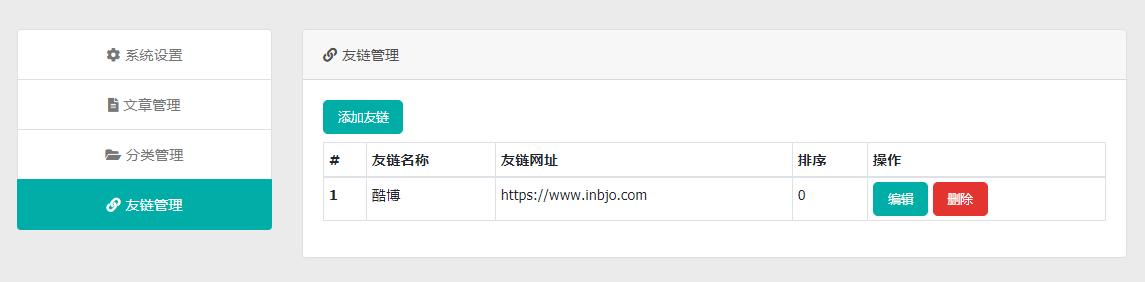 系统设置
文章管理
分类管理
友链管理
友链管理
添加友链
# 友链名称 友链网址 排序 操作
1 酷博 https://www.inbjo.com 0 编辑 删除